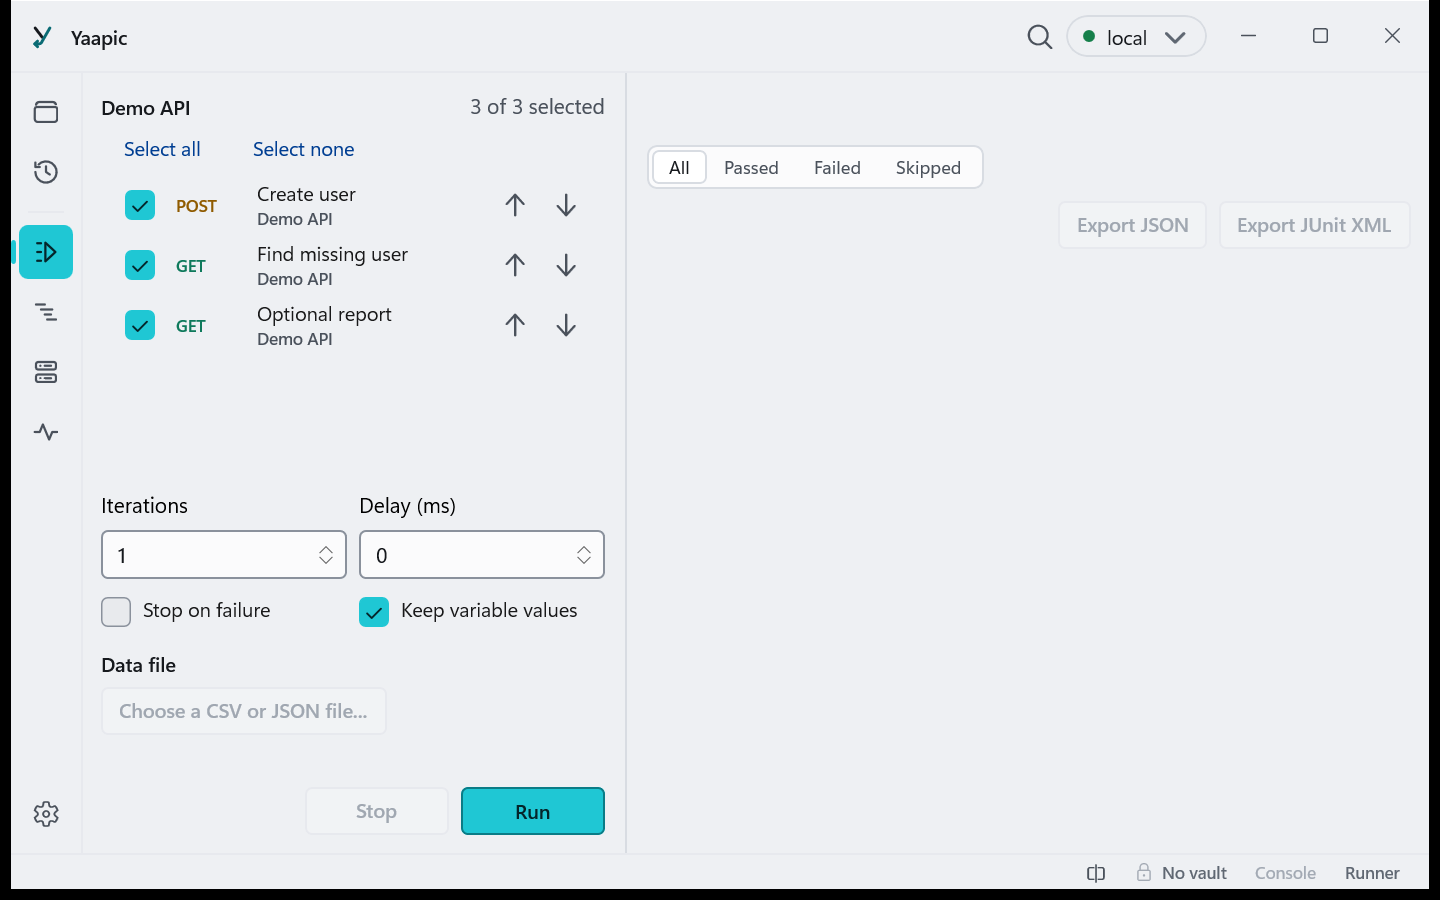 Yaapic
local
Demo API
3 of 3 selected
Select all
Select none
POST
Create user
Demo API
GET
Find missing user
Demo API
GET
Optional report
Demo API
Iterations
Delay (ms)
1
0
Stop on failure
Keep variable values
Data file
Choose a CSV or JSON file...
Stop
Run
All
Passed
Failed
Skipped
Export JSON
Export JUnit XML
No vault
Console
Runner